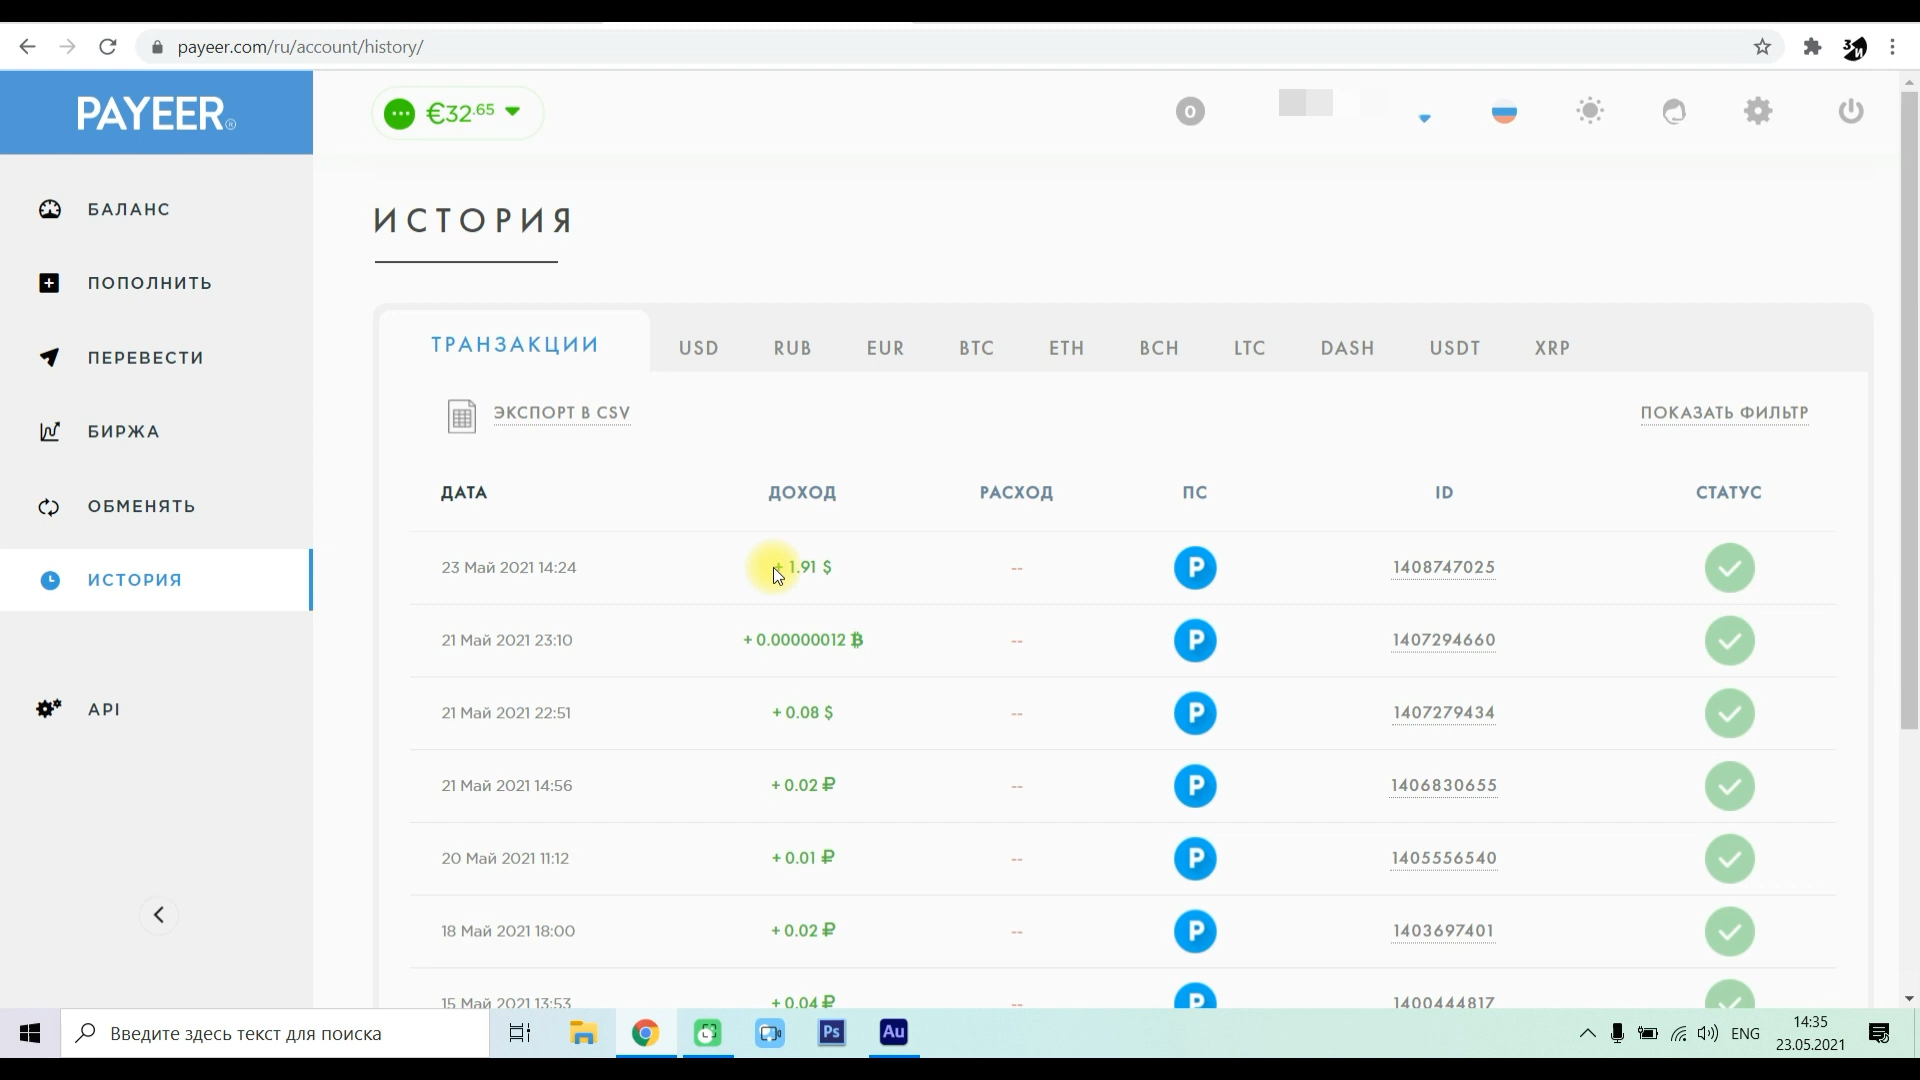 payeer.com/ru/account/history/
PAYEER®
€32.65
0
БАЛАНС
ПОПОЛНИТЬ
ПЕРЕВЕСТИ
БИРЖА
ОБМЕНЯТЬ
ИСТОРИЯ
API
ИСТОРИЯ
ТРАНЗАКЦИИ USD RUB EUR BTC ETH BCH LTC DASH USDT XRP
ЭКСПОРТ В CSV ПОКАЗАТЬ ФИЛЬТР
ДАТА ДОХОД РАСХОД ПС ID СТАТУС
23 Май 2021 14:24 + 1.91 $ -- P 1408747025
21 Май 2021 23:10 + 0.00000012 ₿ -- P 1407294660
21 Май 2021 22:51 + 0.08 $ -- P 1407279434
21 Май 2021 14:56 + 0.02 ₽ -- P 1406830655
20 Май 2021 11:12 + 0.01 ₽ -- P 1405556540
18 Май 2021 18:00 + 0.02 ₽ -- P 1403697401
15 Май 2021 13:53 + 0.04 ₽ -- P 1400444817
Введите здесь текст для поиска Ps Au ENG 14:35
23.05.2021